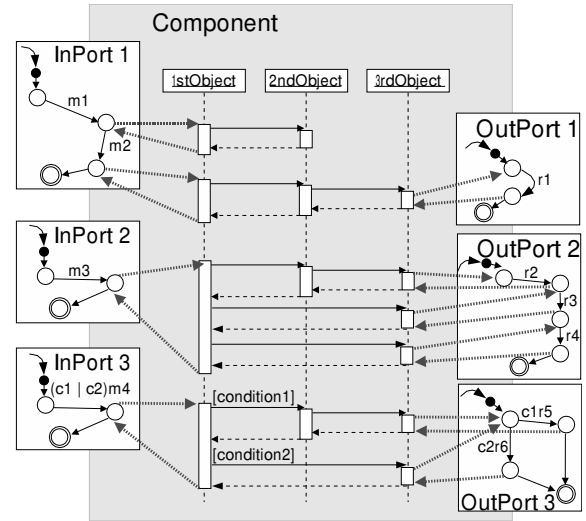 Component
InPort 1
1stObject
2ndObject
3rdObject
m1
m2
OutPort 1
r1
InPort 2
m3
OutPort 2
r2
r3
r4
InPort 3
(c1 | c2)m4
[condition1]
[condition2]
c1r5
c2r6
OutPort 3